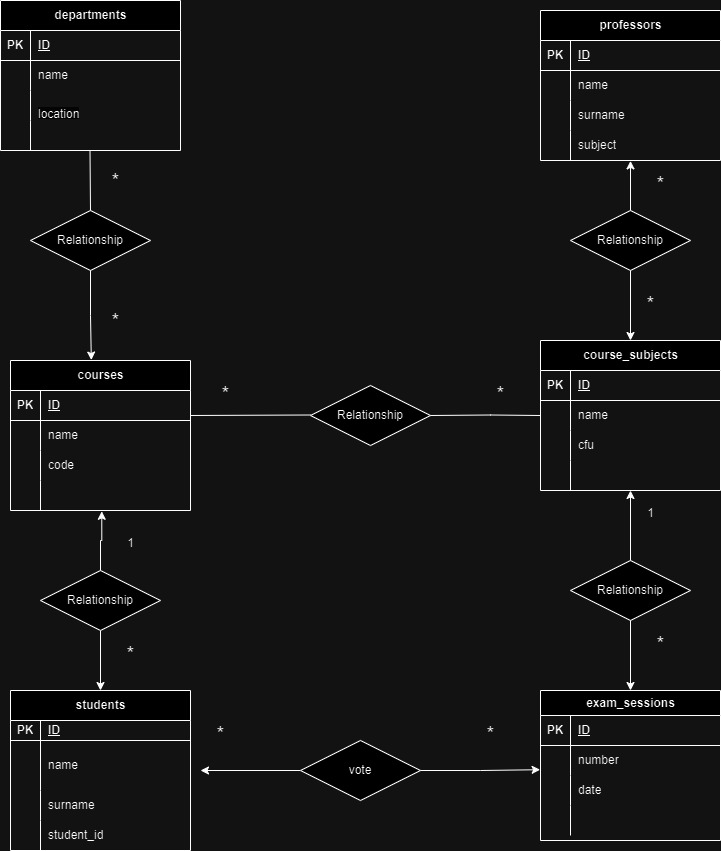 departments
PK ID
name
location
professors
PK ID
name
surname
subject
*
*
Relationship
Relationship
*
*
courses
PK ID
name
code
*
Relationship
*
course_subjects
PK ID
name
cfu
1
1
Relationship
Relationship
*
*
students
PK ID
name
surname
student_id
*
vote
*
exam_sessions
PK ID
number
date